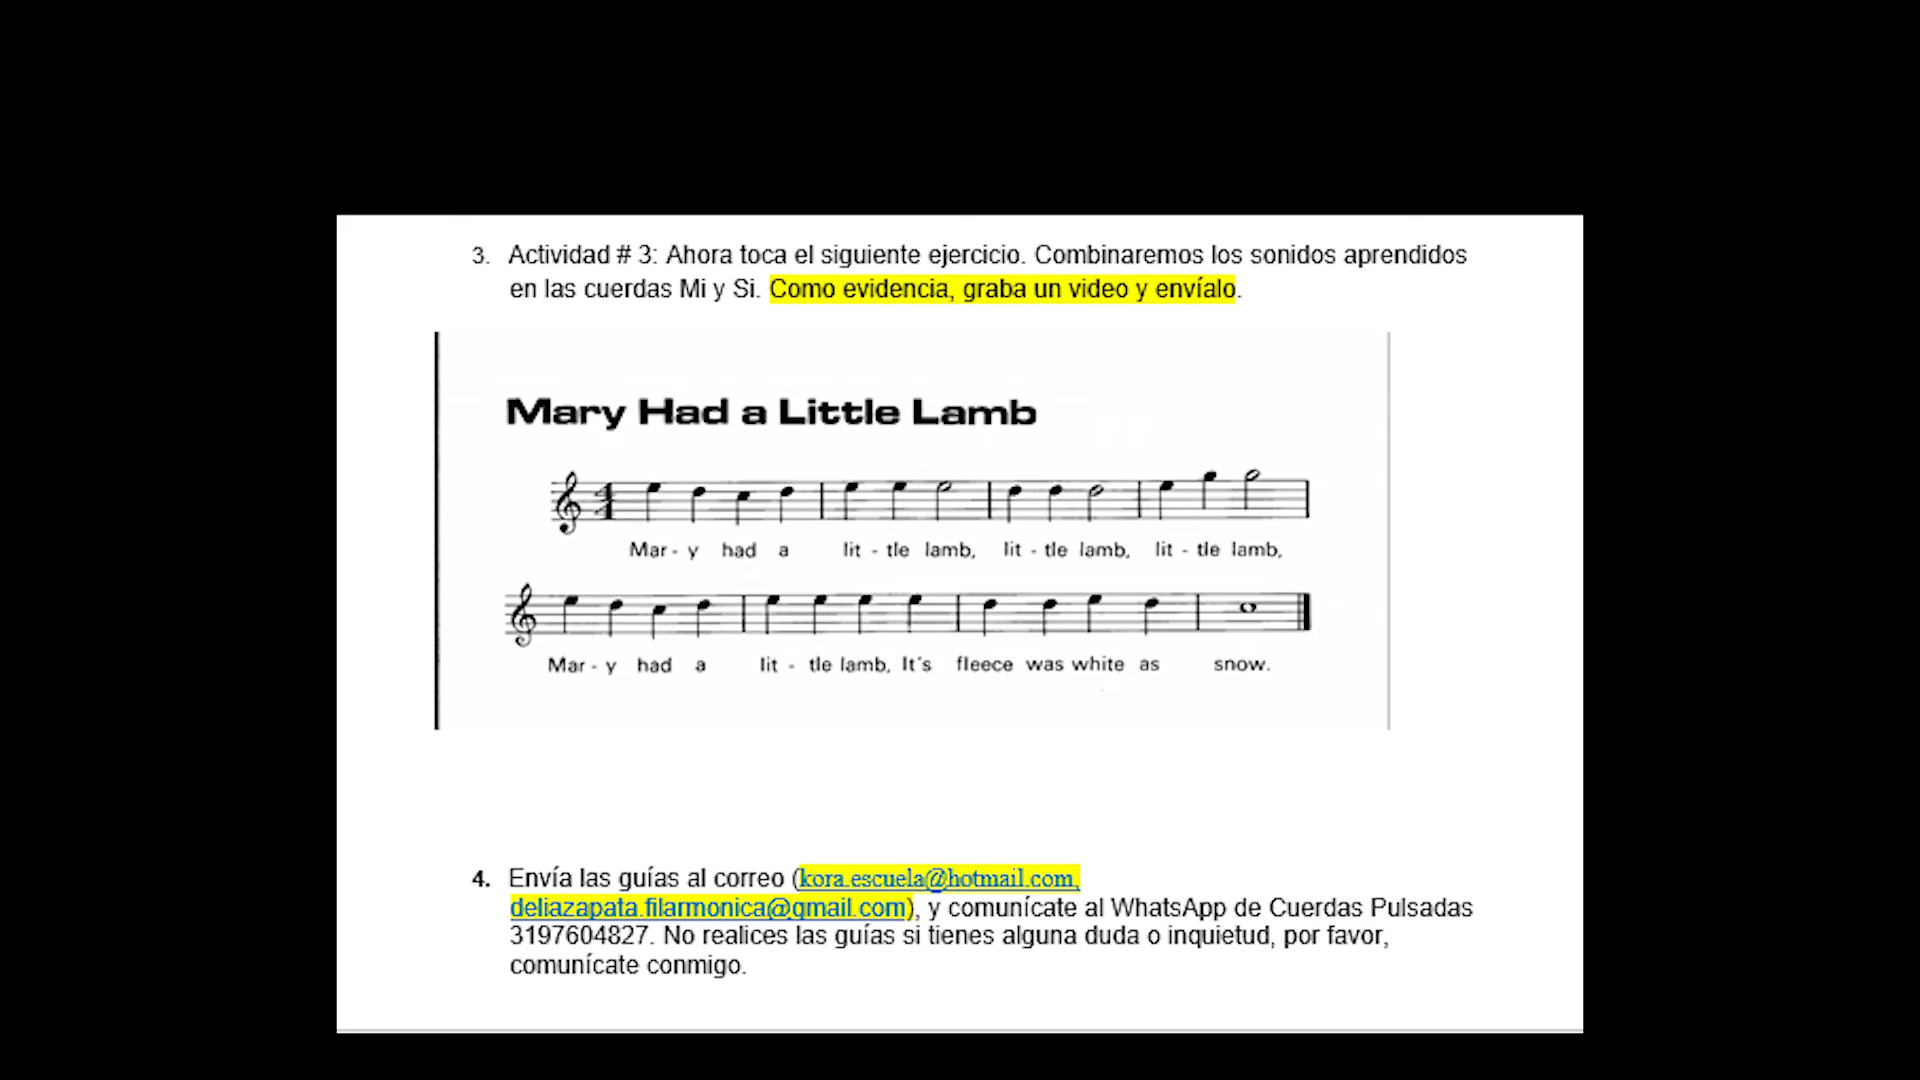 3. Actividad # 3: Ahora toca el siguiente ejercicio. Combinaremos los sonidos aprendidos
en las cuerdas Mi y Si. Como evidencia, graba un video y envíalo.
Mary Had a Little Lamb
4
4
Mar - y had a lit - tle lamb, lit - tle lamb, lit - tle lamb,
Mar - y had a lit - tle lamb, It's fleece was white as snow.
4. Envía las guías al correo (kora.escuela@hotmail.com,
deliazapata.filarmonica@gmail.com), y comunícate al WhatsApp de Cuerdas Pulsadas
3197604827. No realices las guías si tienes alguna duda o inquietud, por favor,
comunícate conmigo.